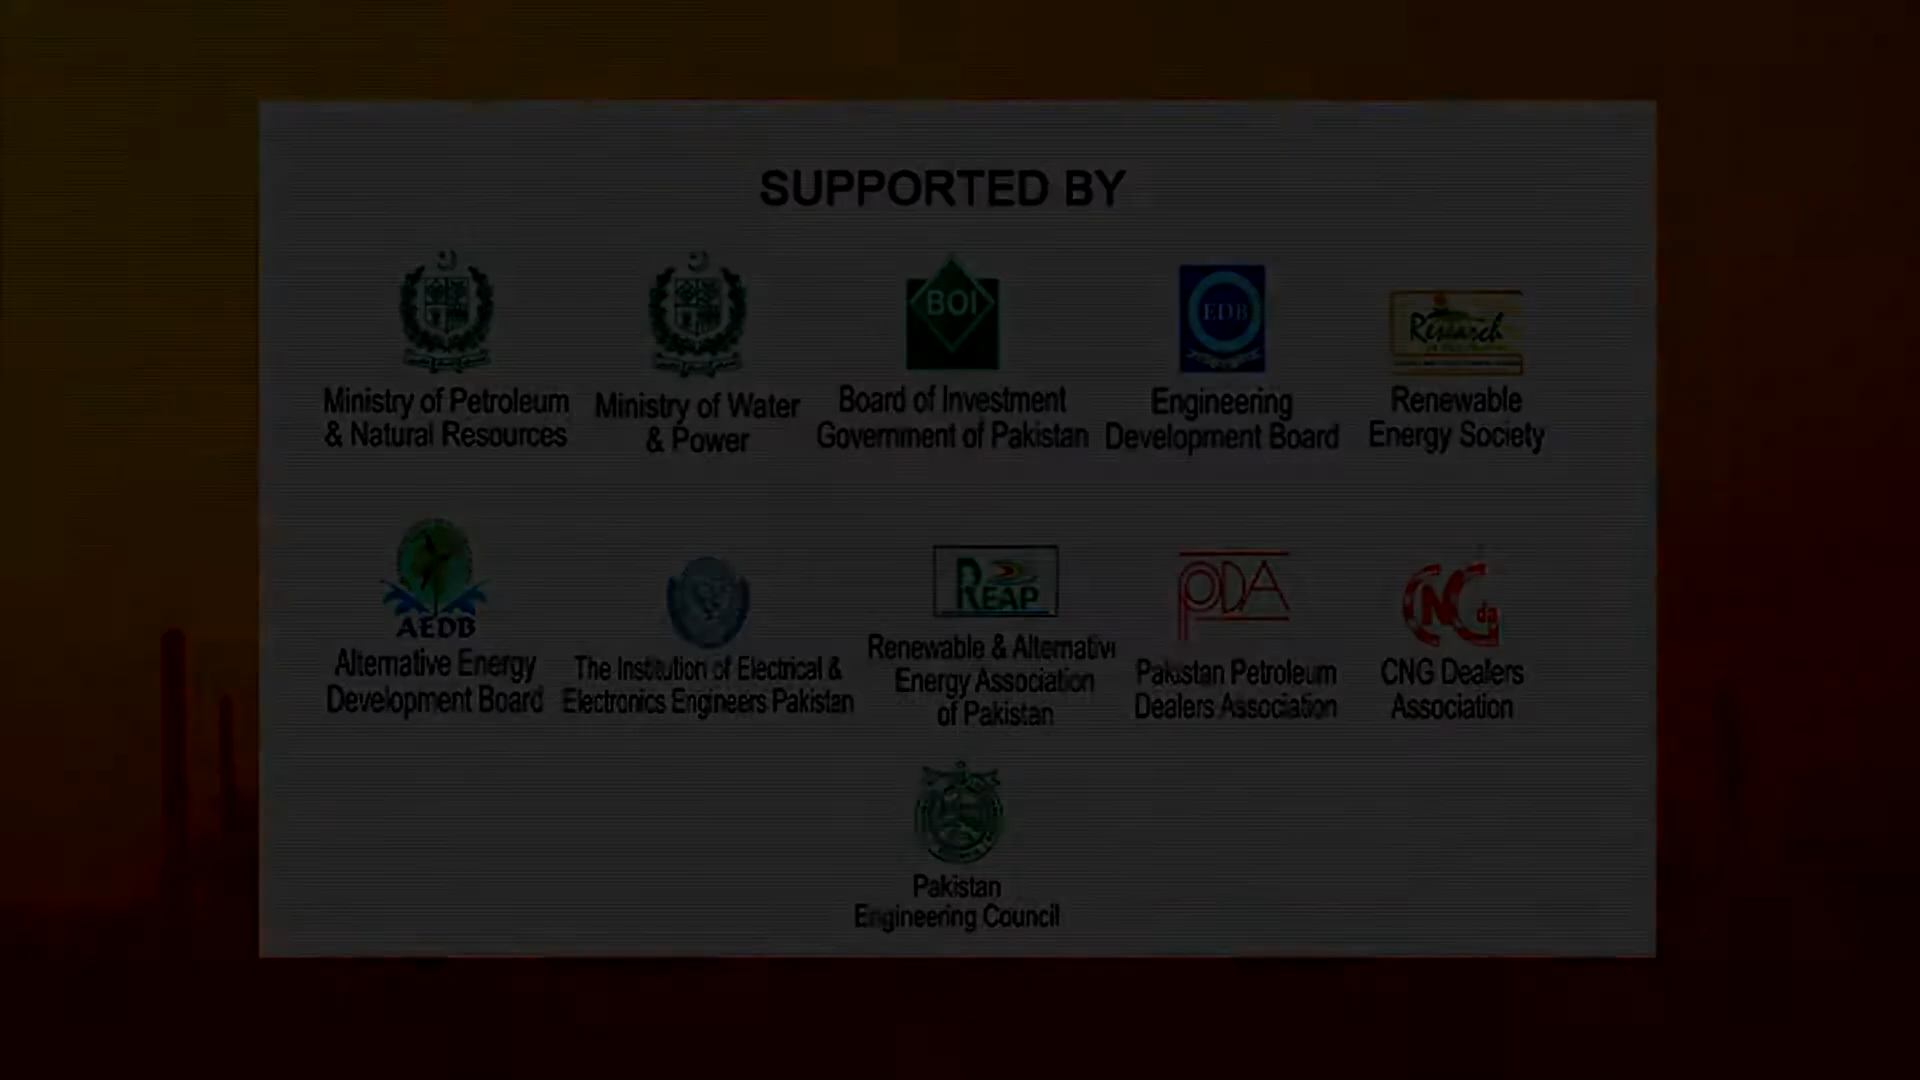 SUPPORTED BY
BOI
EDB
Research
Ministry of Petroleum
& Natural Resources
Ministry of Water
& Power
Board of Investment
Government of Pakistan
Engineering
Development Board
Renewable
Energy Society
AEDB
REAP
PDA
CNG da
Alternative Energy
Development Board
The Institution of Electrical &
Electronics Engineers Pakistan
Renewable & Alternativ
Energy Association
of Pakistan
Pakistan Petroleum
Dealers Association
CNG Dealers
Association
Pakistan
Engineering Council